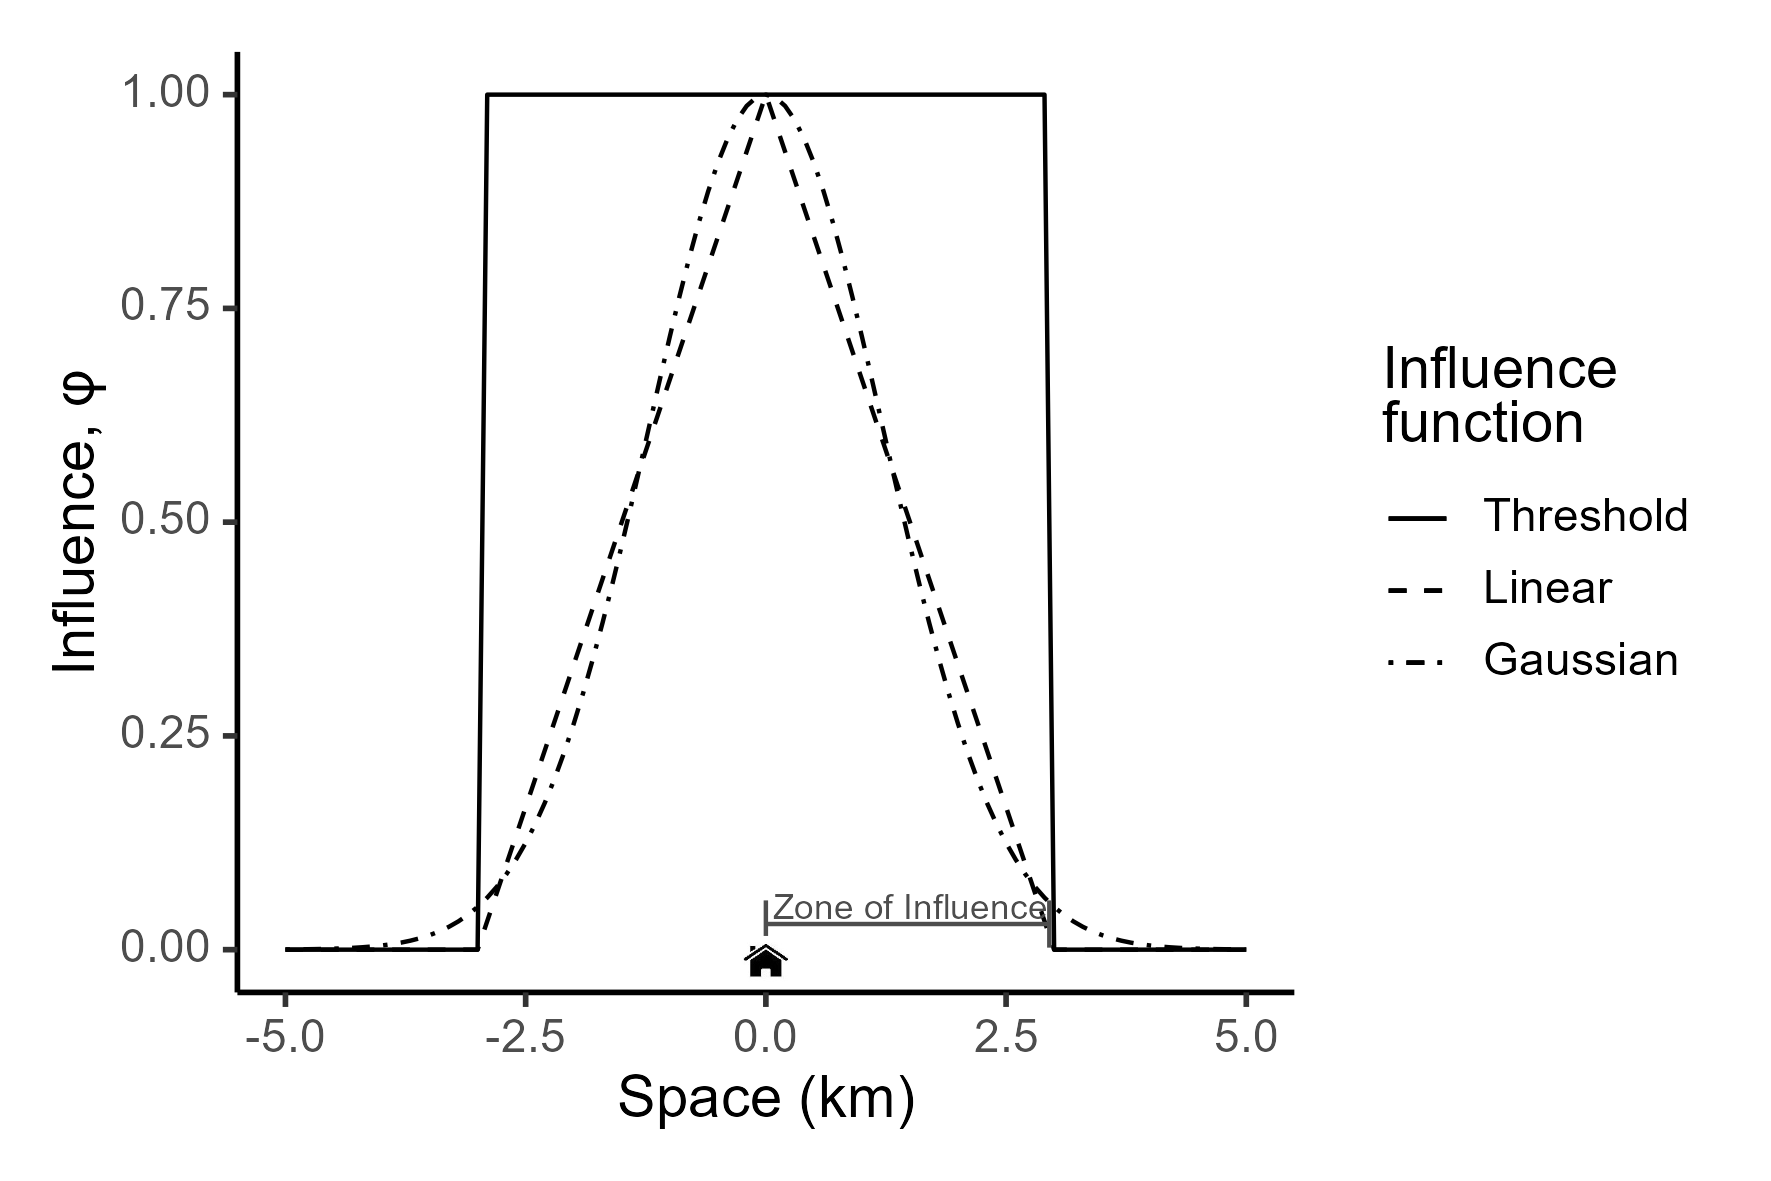 1.00
0.75
0.50
0.25
0.00
Influence, φ
Zone of Influence
-5.0 -2.5 0.0 2.5 5.0
Space (km)
Influence
function
Threshold
Linear
Gaussian